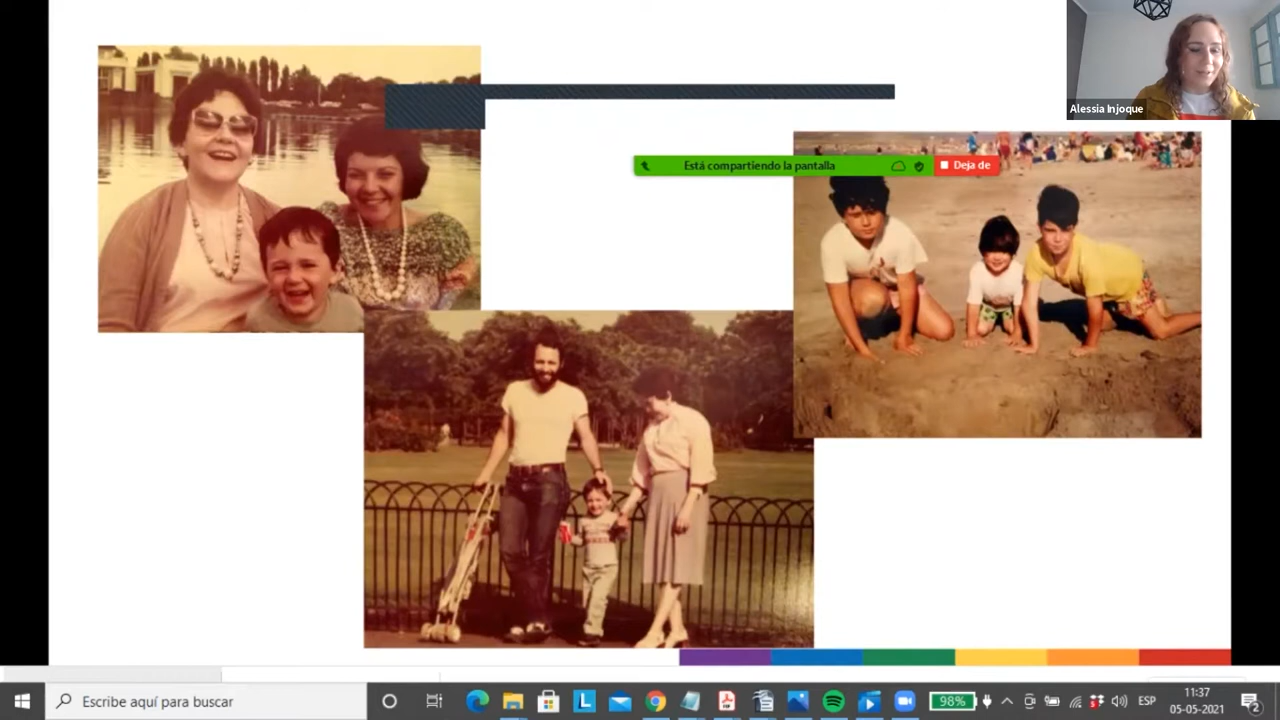 Alessia Injoque
Está compartiendo la pantalla
Deja de
Escribe aquí para buscar
98%
ESP
11:37
05-05-2021
2